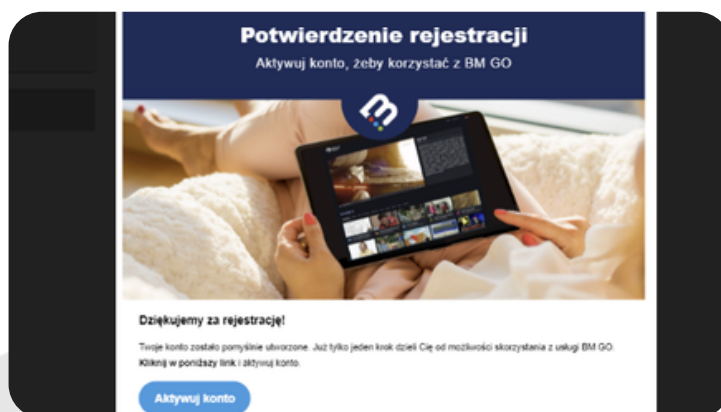 Potwierdzenie rejestracji
Aktywuj konto, żeby korzystać z BM GO
Dziękujemy za rejestrację!
Twoje konto zostało pomyślnie utworzone. Już tylko jeden krok dzieli Cię od możliwości skorzystania z usługi BM GO.
Kliknij w poniższy link i aktywuj konto.
Aktywuj konto